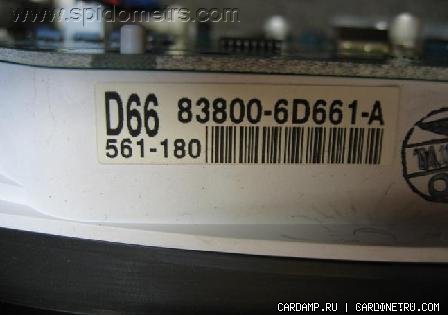 www.spidometrs.com
D66 83800-6D661-A
561-180
CARDAMP.RU | CARDINETRU.COM